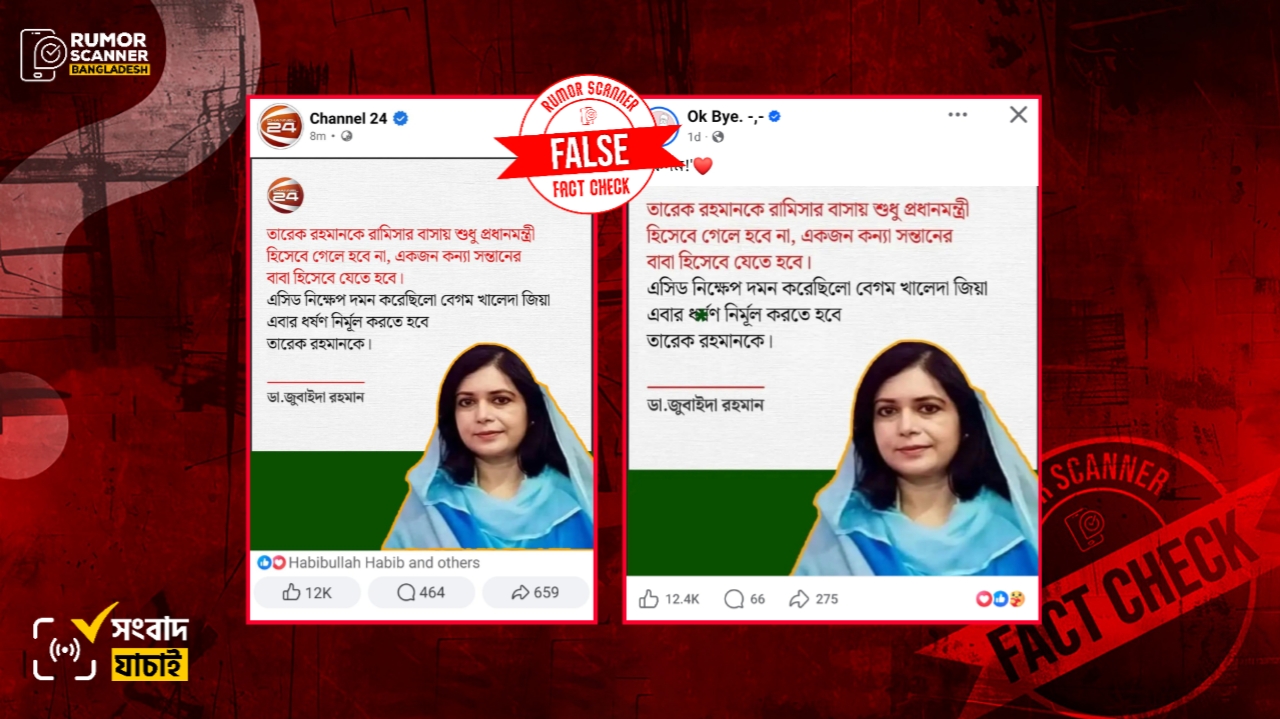 RUMOR
SCANNER
BANGLADESH
Channel 24
8m
24
তারেক রহমানকে রামিসার বাসায় শুধু প্রধানমন্ত্রী
হিসেবে গেলে হবে না, একজন কন্যা সন্তানের
বাবা হিসেবে যেতে হবে।
এসিড নিক্ষেপ দমন করেছিলো বেগম খালেদা জিয়া
এবার ধর্ষণ নির্মূল করতে হবে
তারেক রহমানকে।
ডা.জুবাইদা রহমান
Habibullah Habib and others
12K 464 659
RUMOR SCANNER
FALSE
FACT CHECK
Ok Bye. -,-
1d
তারেক রহমানকে রামিসার বাসায় শুধু প্রধানমন্ত্রী
হিসেবে গেলে হবে না, একজন কন্যা সন্তানের
বাবা হিসেবে যেতে হবে।
এসিড নিক্ষেপ দমন করেছিলো বেগম খালেদা জিয়া
এবার ধর্ষণ নির্মূল করতে হবে
তারেক রহমানকে।
ডা.জুবাইদা রহমান
12.4K 66 275
সংবাদ
যাচাই
SCANNER
FACT CHECK